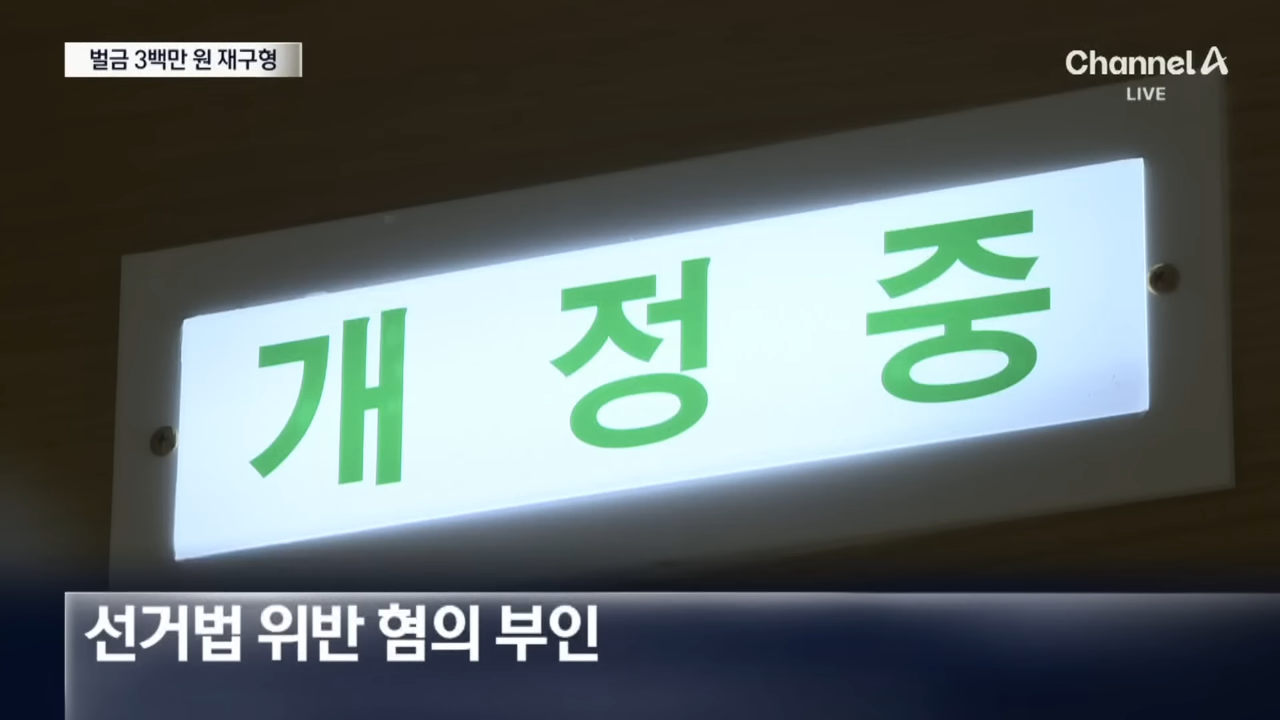 벌금 3백만 원 재구형
Channel A
LIVE
개 정 중
선거법 위반 혐의 부인